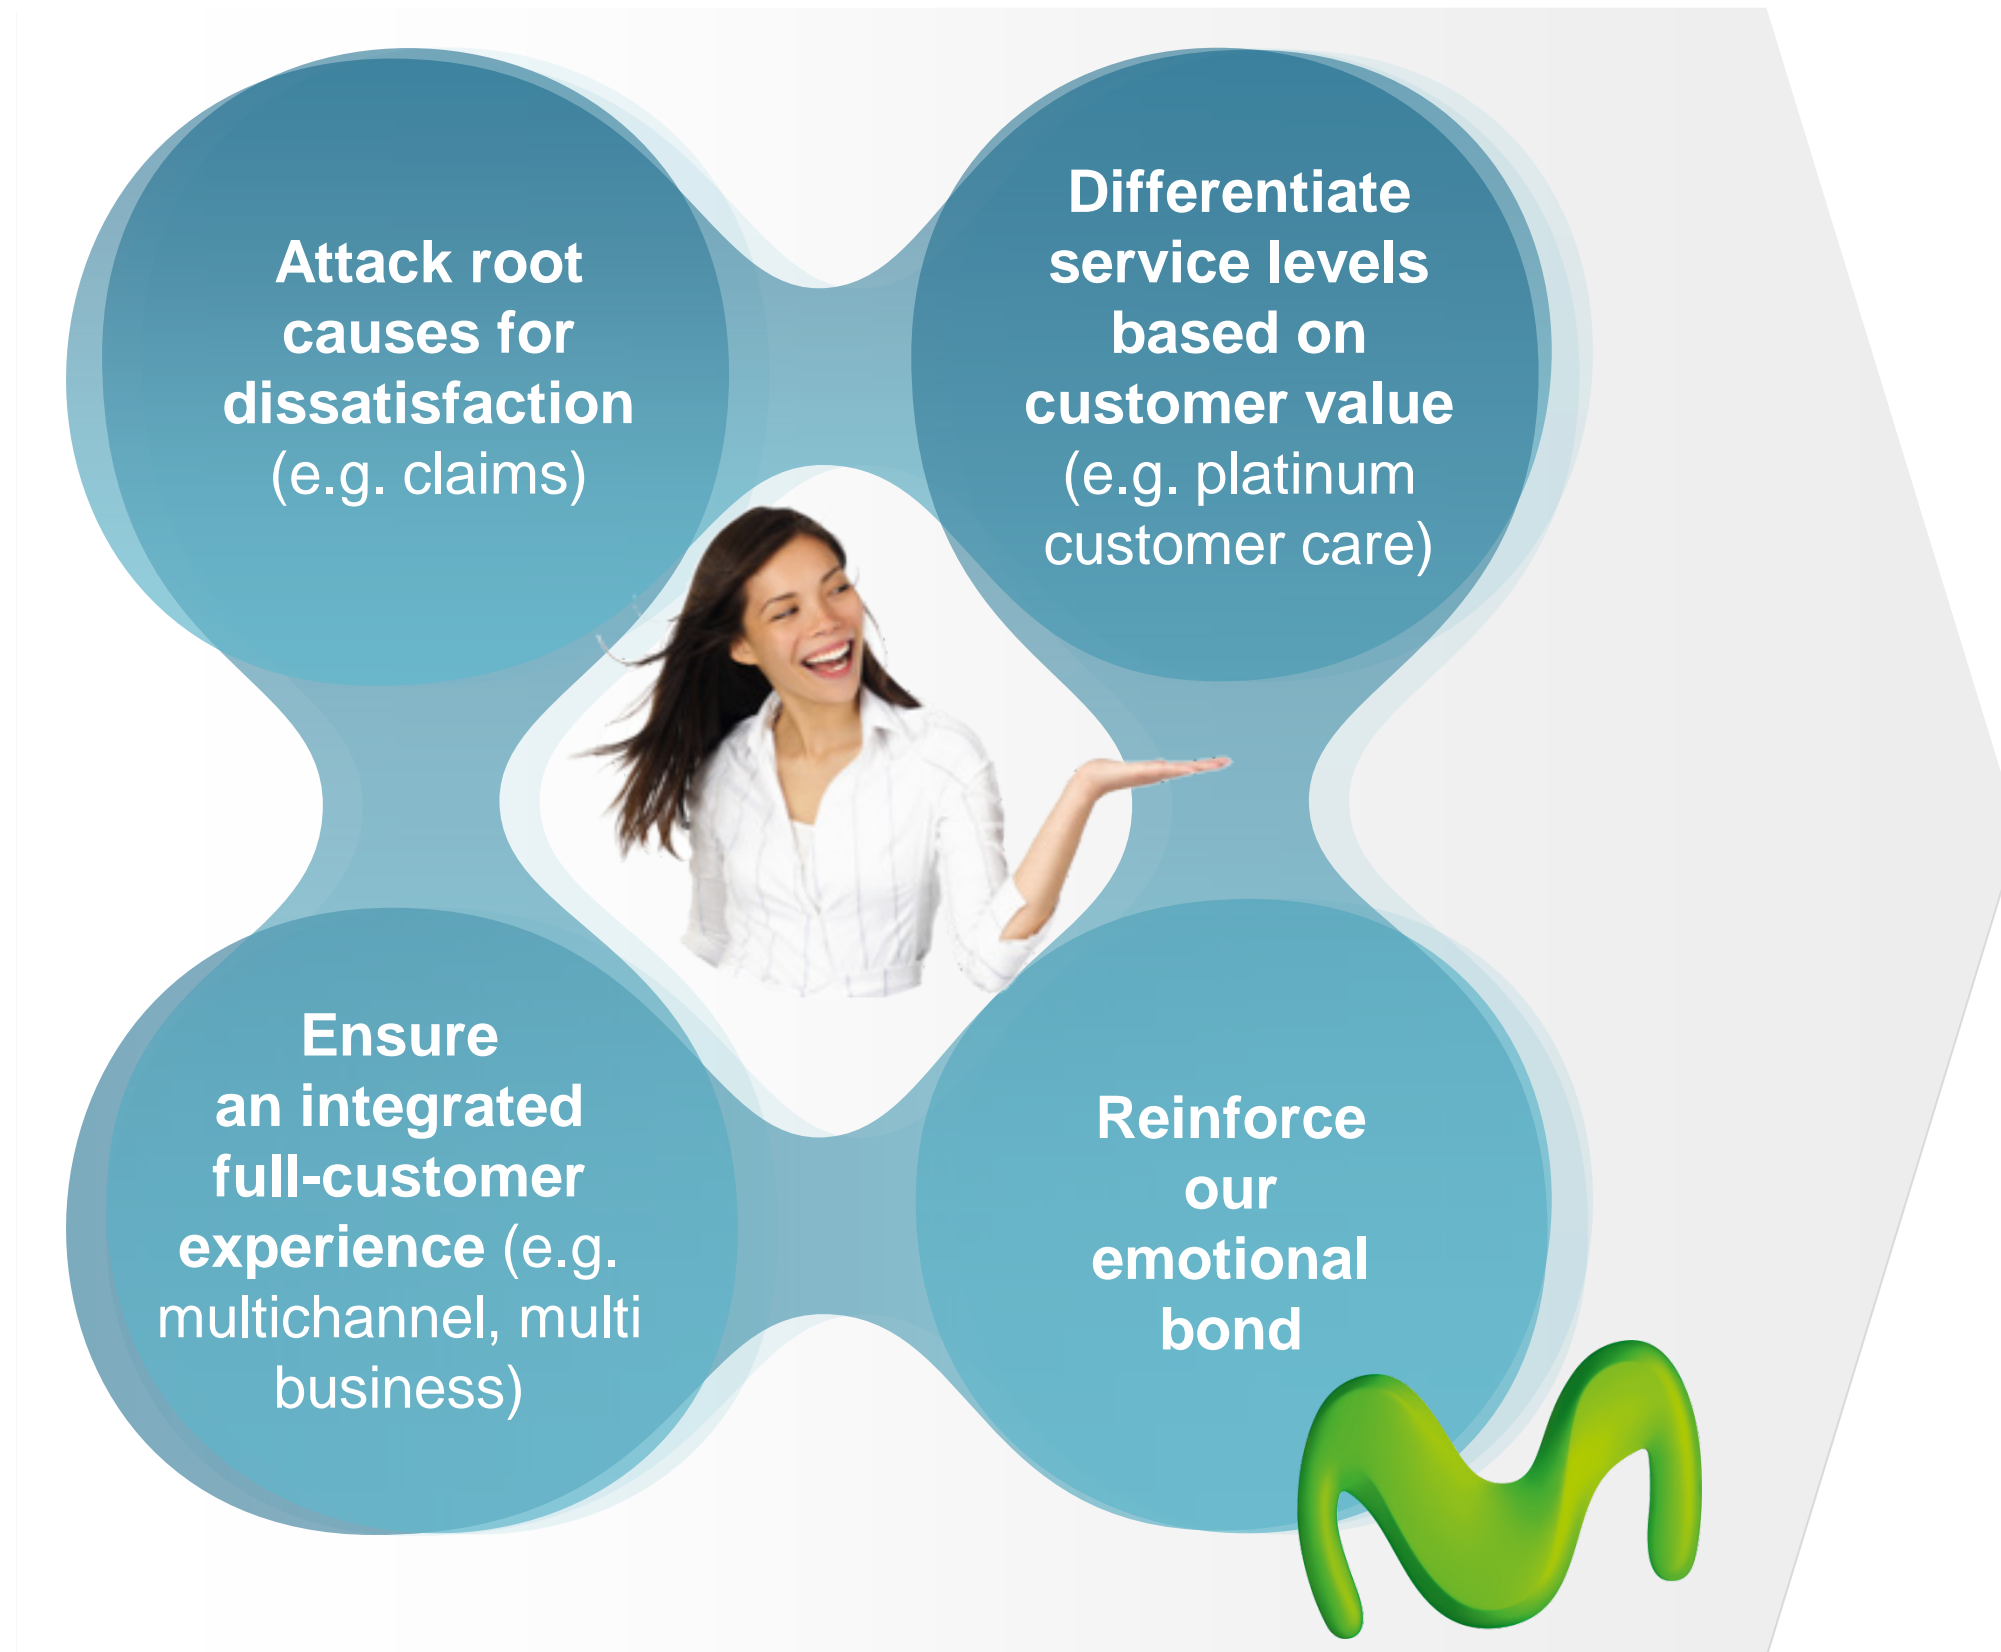 Attack root
causes for
dissatisfaction
(e.g. claims)
Differentiate
service levels
based on
customer value
(e.g. platinum
customer care)
Ensure
an integrated
full-customer
experience (e.g.
multichannel, multi
business)
Reinforce
our
emotional
bond